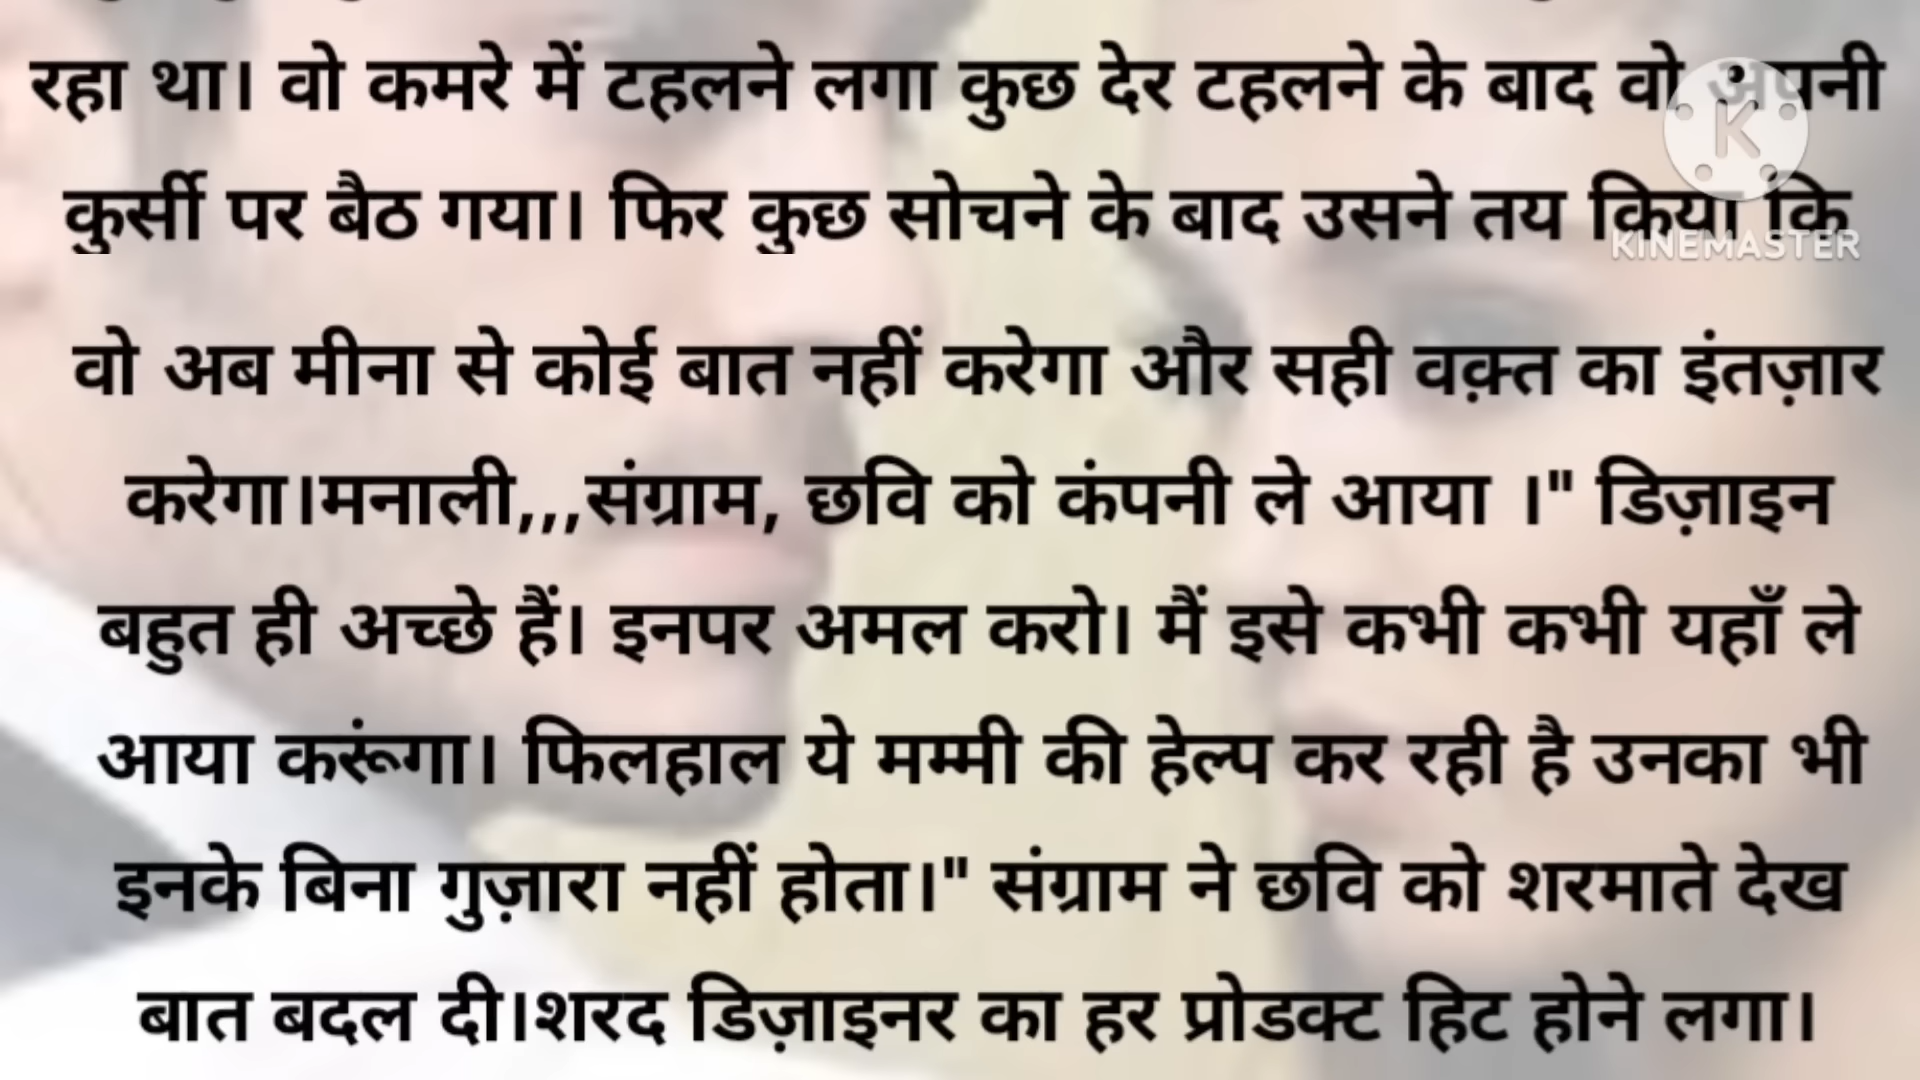 रहा था। वो कमरे में टहलने लगा कुछ देर टहलने के बाद वो अपनी
कुर्सी पर बैठ गया। फिर कुछ सोचने के बाद उसने तय किया कि
वो अब मीना से कोई बात नहीं करेगा और सही वक़्त का इंतज़ार
करेगा।मनाली,,,संग्राम, छवि को कंपनी ले आया ।" डिज़ाइन
बहुत ही अच्छे हैं। इनपर अमल करो। मैं इसे कभी कभी यहाँ ले
आया करूंगा। फिलहाल ये मम्मी की हेल्प कर रही है उनका भी
इनके बिना गुज़ारा नहीं होता।" संग्राम ने छवि को शरमाते देख
बात बदल दी।शरद डिज़ाइनर का हर प्रोडक्ट हिट होने लगा।
K
KINEMASTER